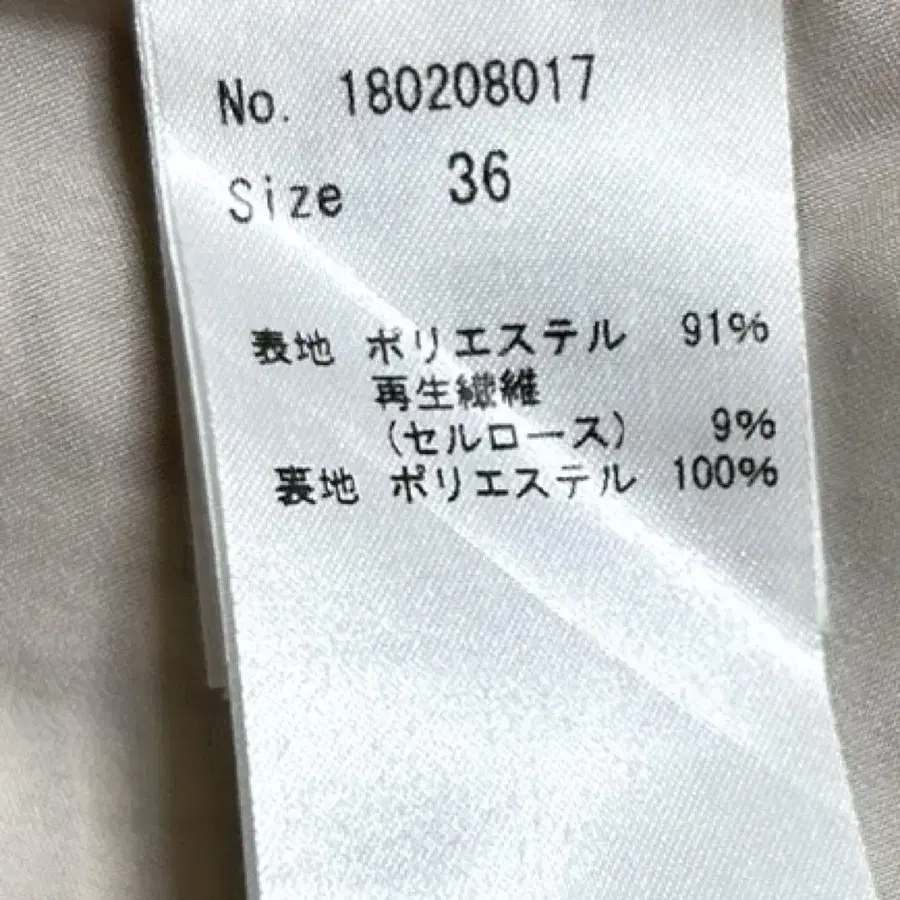 No. 180208017
Size 36
表地 ポリエステル 91%
再生繊維
(セルロース) 9%
裏地 ポリエステル 100%